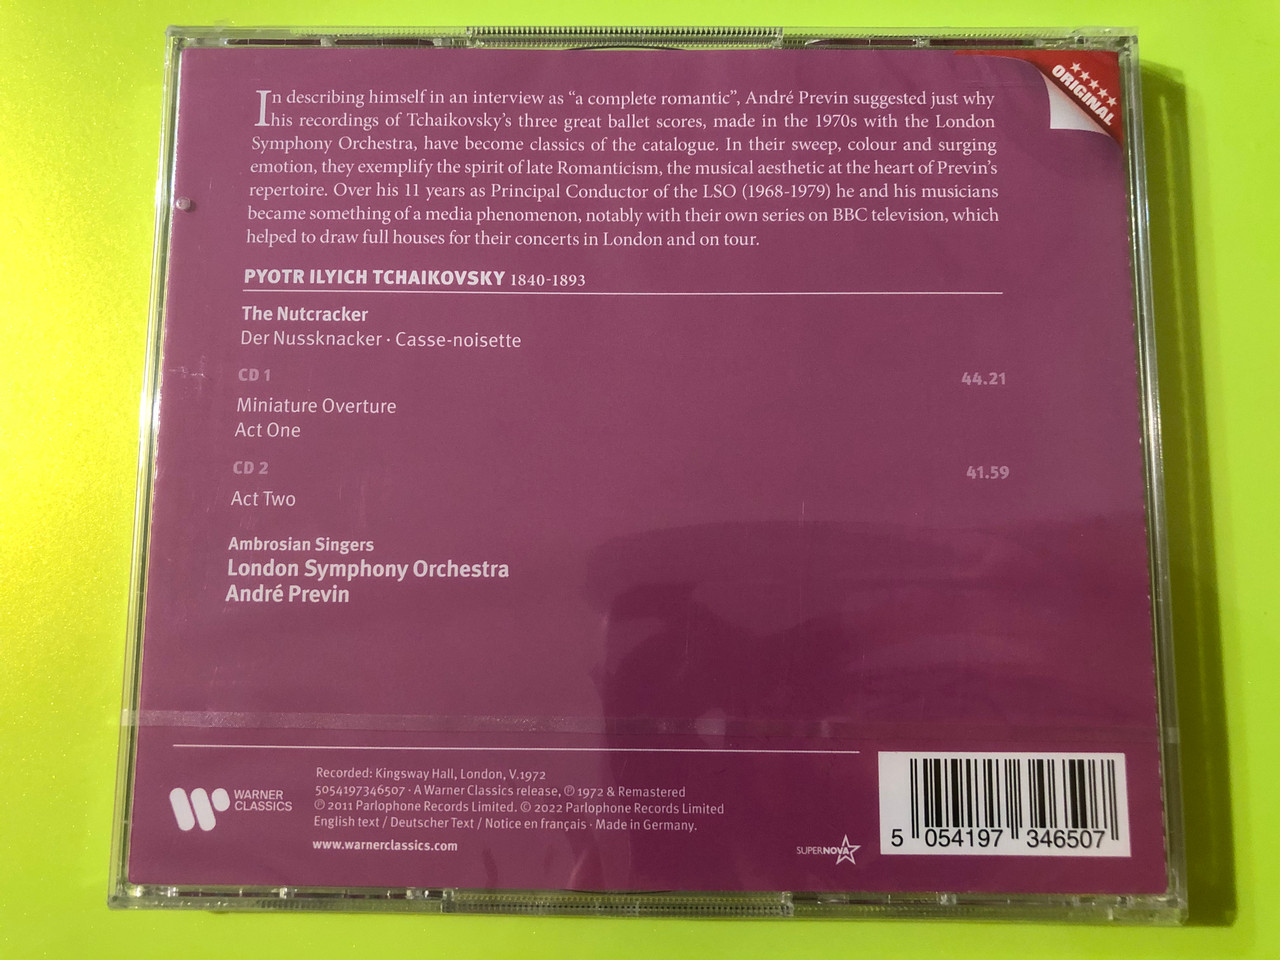 ★★★★★
ORIGINAL
In describing himself in an interview as “a complete romantic”, André Previn suggested just why
his recordings of Tchaikovsky’s three great ballet scores, made in the 1970s with the London
Symphony Orchestra, have become classics of the catalogue. In their sweep, colour and surging
emotion, they exemplify the spirit of late Romanticism, the musical aesthetic at the heart of Previn’s
repertoire. Over his 11 years as Principal Conductor of the LSO (1968-1979) he and his musicians
became something of a media phenomenon, notably with their own series on BBC television, which
helped to draw full houses for their concerts in London and on tour.
PYOTR ILYICH TCHAIKOVSKY 1840-1893
The Nutcracker
Der Nussknacker · Casse-noisette
CD 1 44.21
Miniature Overture
Act One
CD 2 41.59
Act Two
Ambrosian Singers
London Symphony Orchestra
André Previn
WARNER
CLASSICS
Recorded: Kingsway Hall, London, V.1972
5054197346507 · A Warner Classics release, ℗ 1972 & Remastered
℗ 2011 Parlophone Records Limited. © 2022 Parlophone Records Limited
English text / Deutscher Text / Notice en français · Made in Germany.
www.warnerclassics.com
SUPERNOVA
5 054197 346507